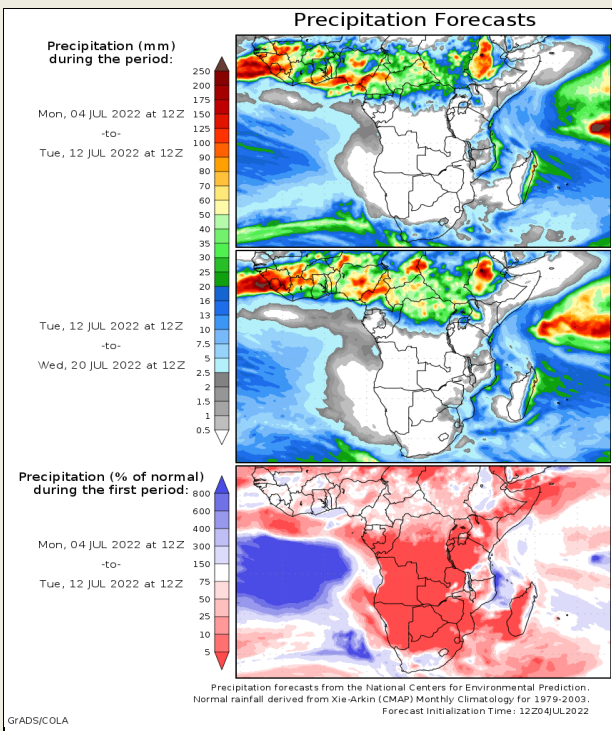 Precipitation Forecasts
Precipitation (mm)
during the period:
Mon, 04 JUL 2022 at 12Z
-to-
Tue, 12 JUL 2022 at 12Z
250
200
175
150
125
100
90
80
70
60
50
40
35
30
25
20
16
13
10
7.5
5
2.5
2
1.5
1
0.5
Tue, 12 JUL 2022 at 12Z
-to-
Wed, 20 JUL 2022 at 12Z
Precipitation (% of normal)
during the first period:
Mon, 04 JUL 2022 at 12Z
-to-
Tue, 12 JUL 2022 at 12Z
800
600
400
300
150
75
50
25
10
5
Precipitation forecasts from the National Centers for Environmental Prediction.
Normal rainfall derived from Xie-Arkin (CMAP) Monthly Climatology for 1979-2003.
Forecast Initialization Time: 12Z04JUL2022
GrADS/COLA